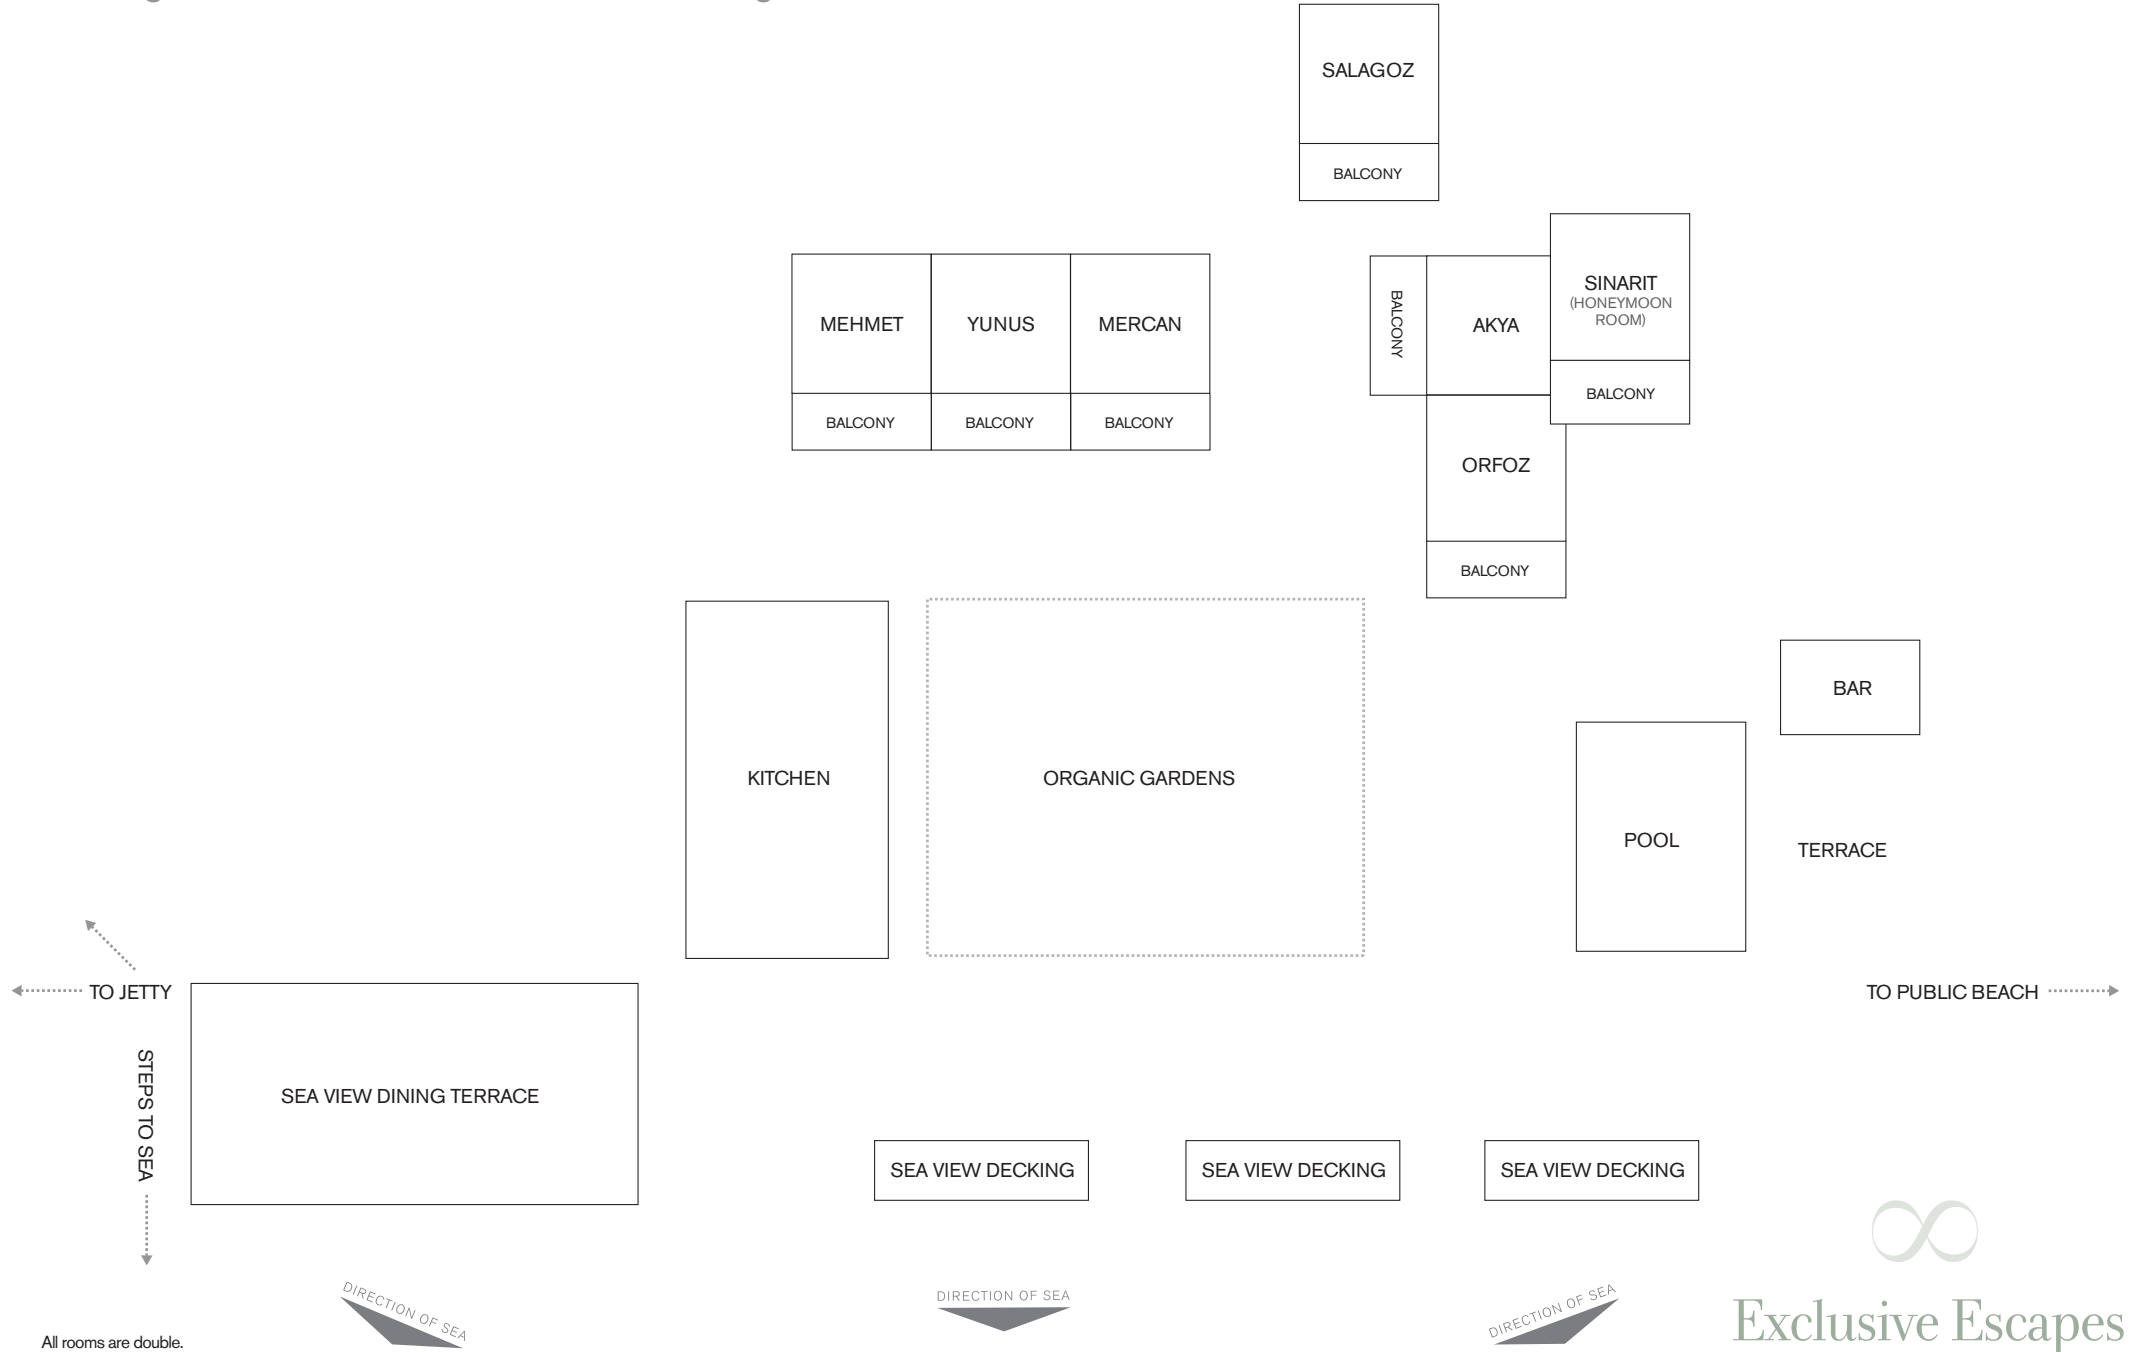 SALAGOZ
BALCONY
MEHMET
YUNUS
MERCAN
BALCONY
BALCONY
BALCONY
BALCONY
AKYA
SINARIT
(HONEYMOON
ROOM)
BALCONY
ORFOZ
BALCONY
KITCHEN
ORGANIC GARDENS
BAR
POOL
TERRACE
TO JETTY
TO PUBLIC BEACH
STEPS TO SEA
SEA VIEW DINING TERRACE
SEA VIEW DECKING
SEA VIEW DECKING
SEA VIEW DECKING
DIRECTION OF SEA
DIRECTION OF SEA
DIRECTION OF SEA
All rooms are double.
Exclusive Escapes